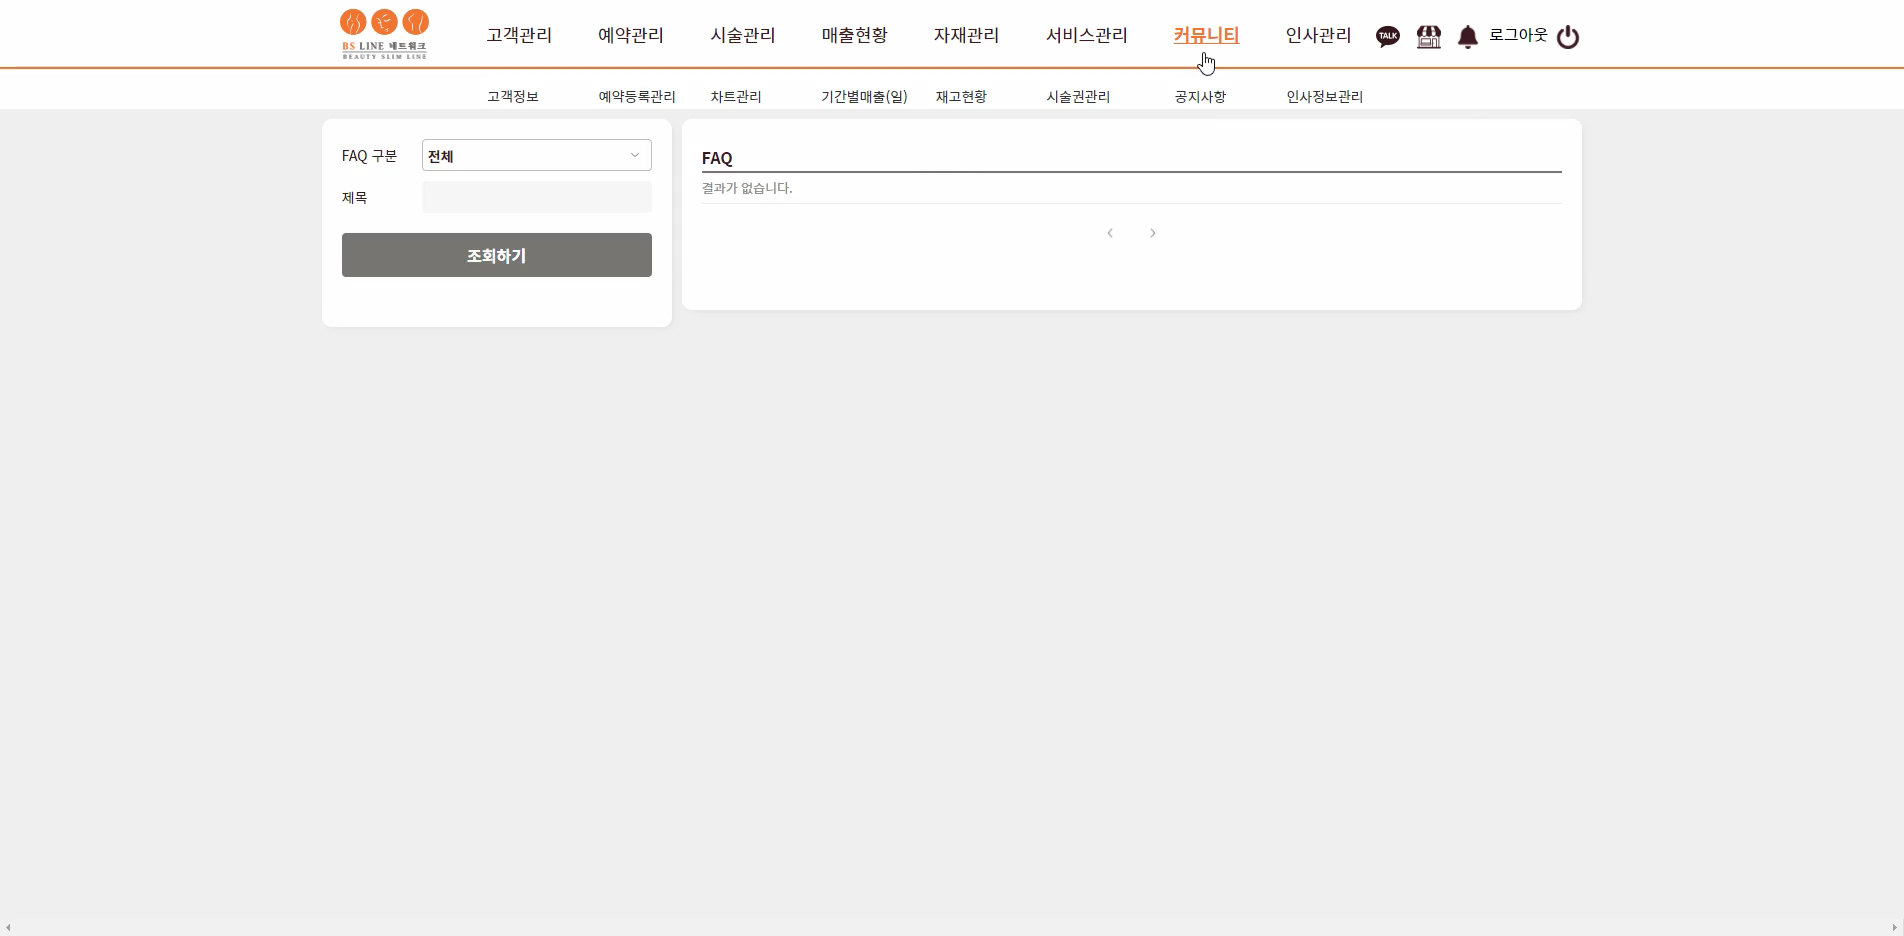 BS LINE 네트워크
BEAUTY SLIM LINE
고객관리 예약관리 시술관리 매출현황 자재관리 서비스관리 커뮤니티 인사관리 TALK 로그아웃
고객정보 예약등록관리 차트관리 기간별매출(일) 재고현황 시술권관리 공지사항 인사정보관리
FAQ 구분 전체
제목
조회하기
FAQ
결과가 없습니다.